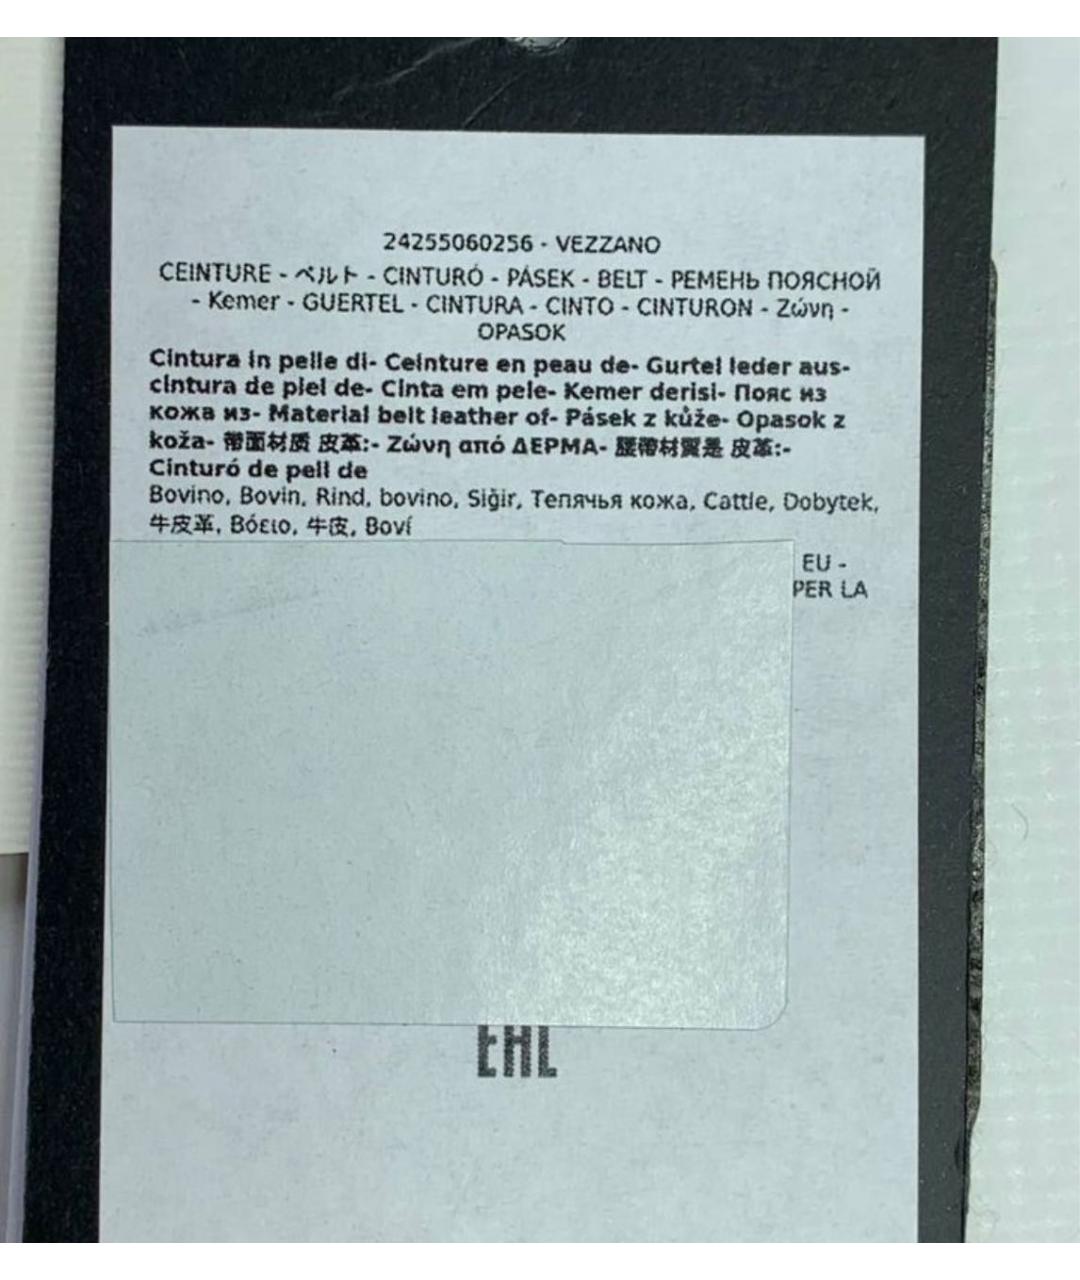 24255060256 - VEZZANO
CEINTURE - ベルト - CINTURÓ - PÁSEK - BELT - РЕМЕНЬ ПОЯСНОЙ
- Kemer - GUERTEL - CINTURA - CINTO - CINTURON - Ζώνη -
OPASOK
Cintura in pelle di- Ceinture en peau de- Gurtel leder aus-
cintura de piel de- Cinta em pele- Kemer derisi- Пояс из
кожа из- Material belt leather of- Pásek z kůže- Opasok z
koža- 带面材质 皮革:- Ζώνη από ΔΕΡΜΑ- 腰帶材質是 皮革:-
Cinturó de pell de
Bovino, Bovin, Rind, bovino, Siğir, Телячья кожа, Cattle, Dobytek,
牛皮革, Βόειο, 牛皮, Boví
EU -
PER LA
EAC